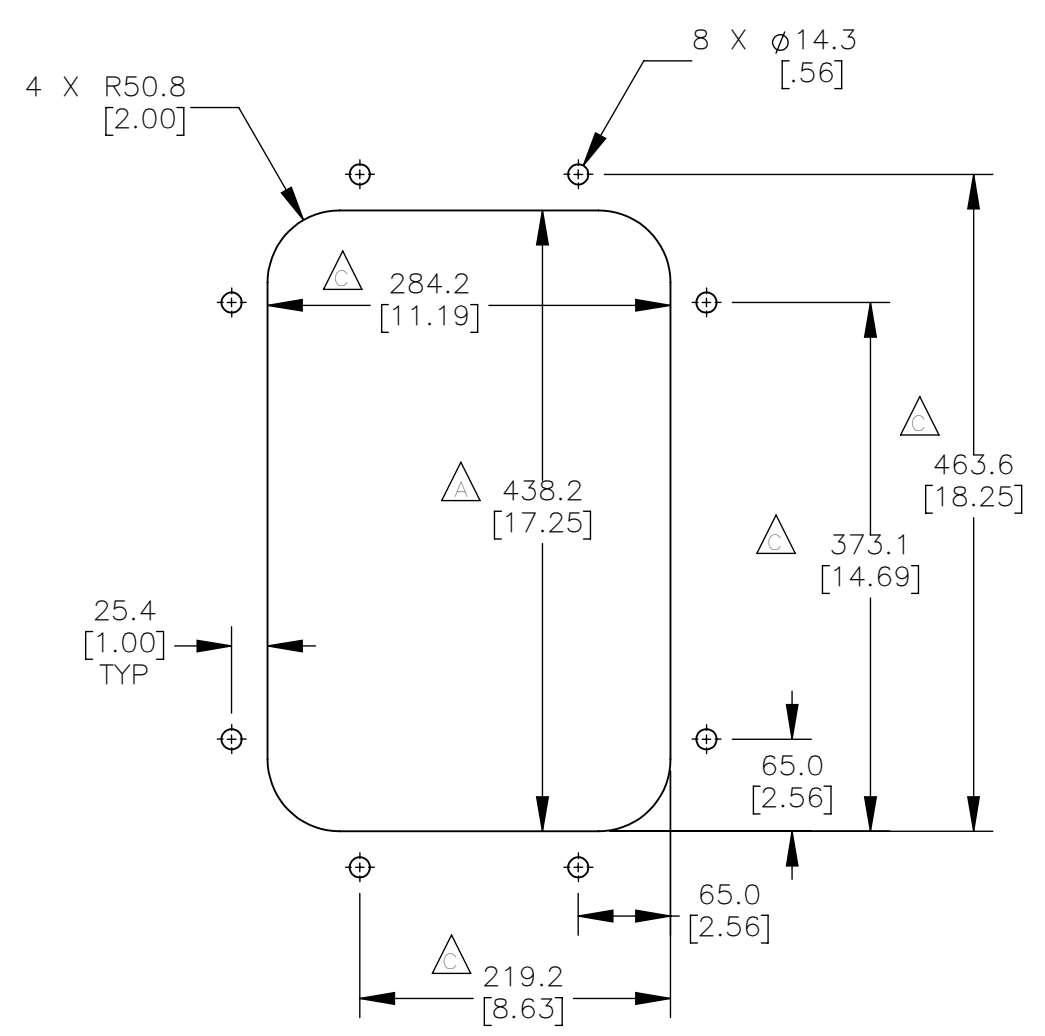 8 X ⌀14.3
[.56]
4 X R50.8
[2.00]
C
284.2
[11.19]
C
463.6
[18.25]
A
438.2
[17.25]
C
373.1
[14.69]
25.4
[1.00]
TYP
65.0
[2.56]
65.0
[2.56]
C
219.2
[8.63]